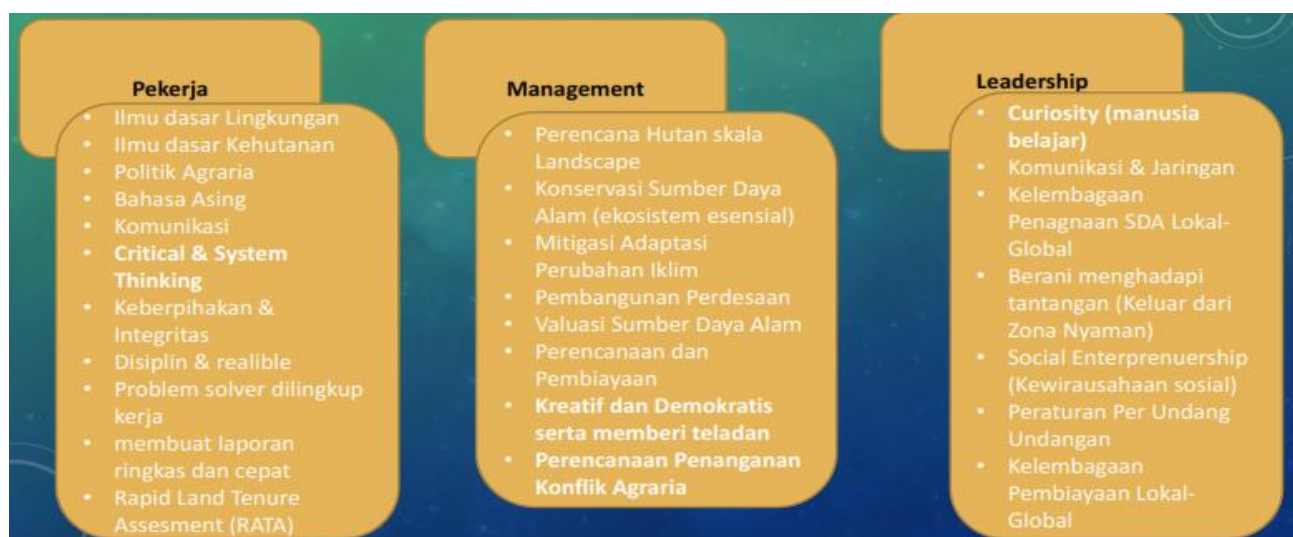 Pekerja
• Ilmu dasar Lingkungan
• Ilmu dasar Kehutanan
• Politik Agraria
• Bahasa Asing
• Komunikasi
• Critical & System
Thinking
• Keberpihakan &
Integritas
• Disiplin & realible
• Problem solver dilingkup
kerja
• membuat laporan
ringkas dan cepat
• Rapid Land Tenure
Assesment (RATA)
Management
• Perencana Hutan skala
Landscape
• Konservasi Sumber Daya
Alam (ekosistem esensial)
• Mitigasi Adaptasi
Perubahan Iklim
• Pembangunan Perdesaan
• Valuasi Sumber Daya Alam
• Perencanaan dan
Pembiayaan
• Kreatif dan Demokratis
serta memberi teladan
• Perencanaan Penanganan
Konflik Agraria
Leadership
• Curiosity (manusia
belajar)
• Komunikasi & Jaringan
• Kelembagaan
Penagnaan SDA Lokal-
Global
• Berani menghadapi
tantangan (Keluar dari
Zona Nyaman)
• Social Enterprenuership
(Kewirausahaan sosial)
• Peraturan Per Undang
Undangan
• Kelembagaan
Pembiayaan Lokal-
Global